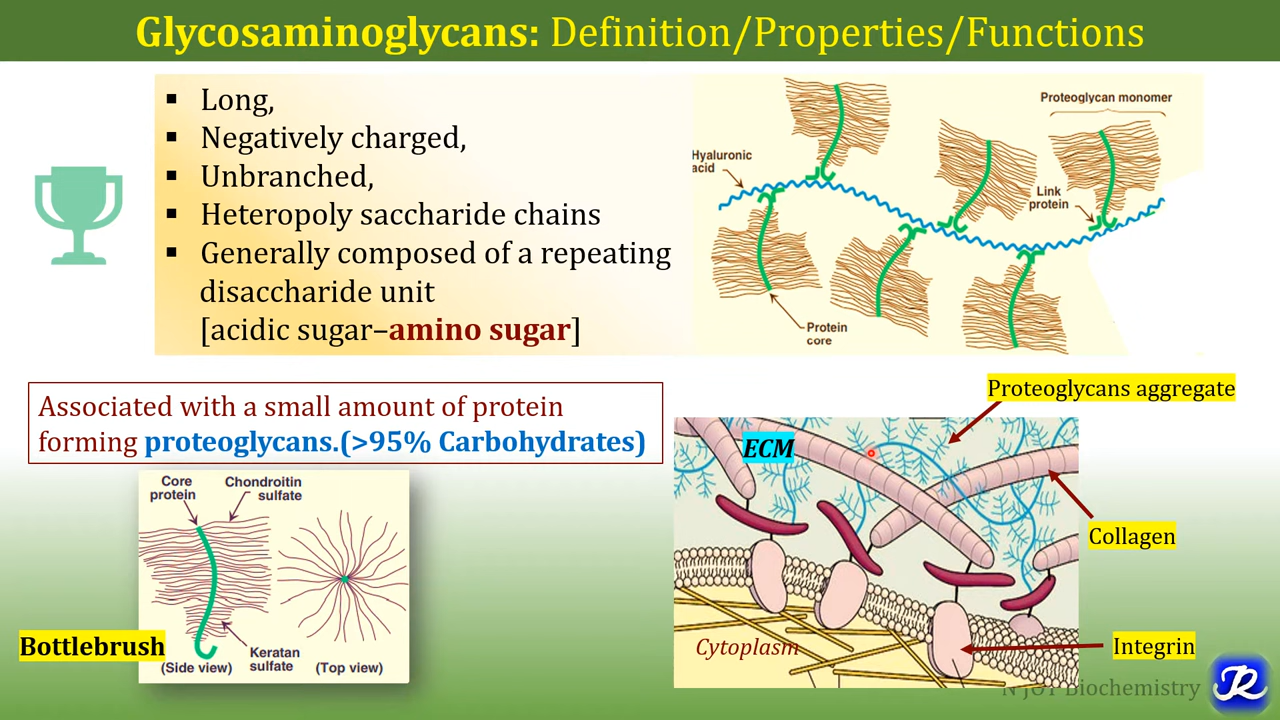 Glycosaminoglycans: Definition/Properties/Functions
▪ Long,
▪ Negatively charged,
▪ Unbranched,
▪ Heteropoly saccharide chains
▪ Generally composed of a repeating
disaccharide unit
[acidic sugar–amino sugar]
Proteoglycan monomer
Hyaluronic
acid
Link
protein
Protein
core
Associated with a small amount of protein
forming proteoglycans.(>95% Carbohydrates)
Core
protein
Chondroitin
sulfate
Keratan
sulfate
Bottlebrush
(Side view)
(Top view)
Proteoglycans aggregate
ECM
Collagen
Cytoplasm
Integrin
N'JOY Biochemistry
JR